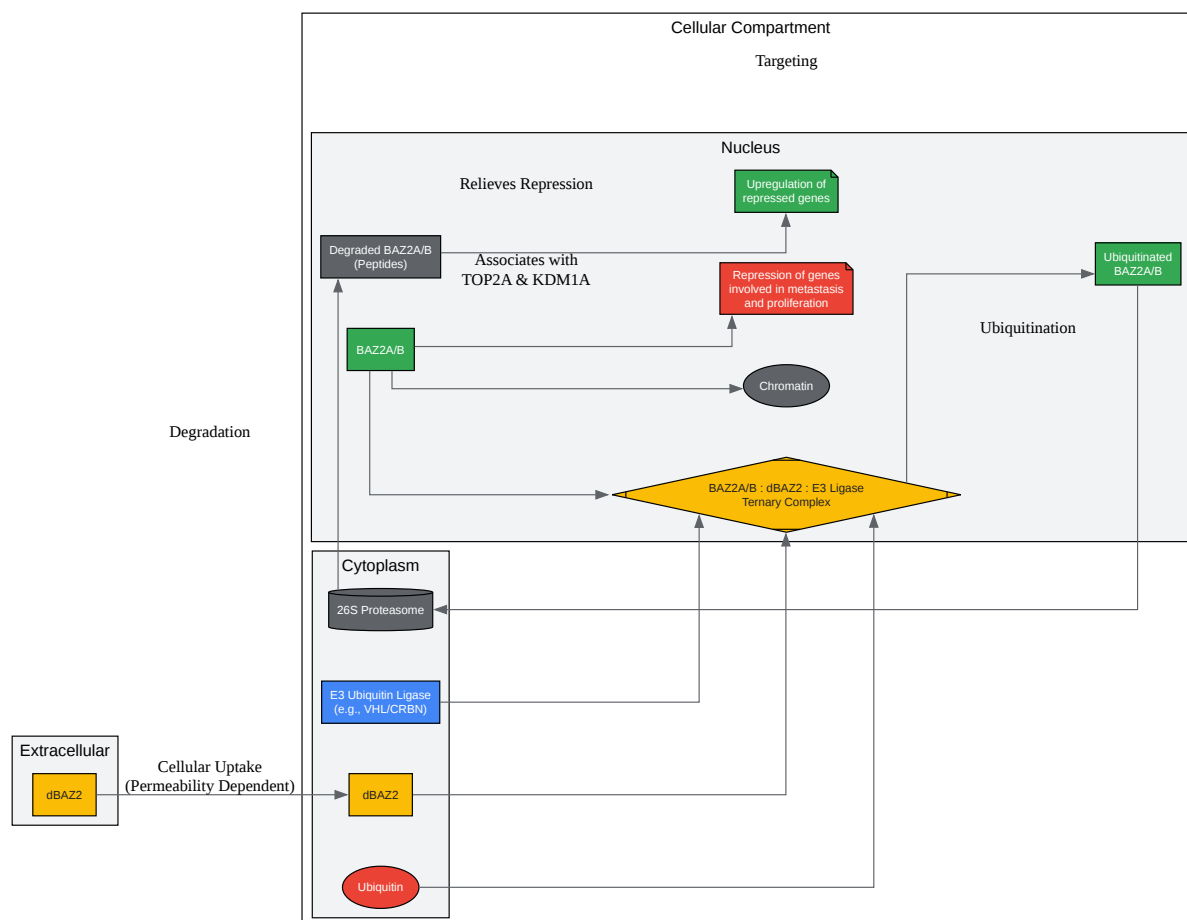 Cellular Compartment
Targeting
Nucleus
Relieves Repression
Upregulation of
repressed genes
Degraded BAZ2A/B
(Peptides)
Associates with
TOP2A & KDM1A
Repression of genes
involved in metastasis
and proliferation
Ubiquitinated
BAZ2A/B
Ubiquitination
BAZ2A/B
Chromatin
Degradation
BAZ2A/B : dBAZ2 : E3 Ligase
Ternary Complex
Cytoplasm
26S Proteasome
E3 Ubiquitin Ligase
(e.g., VHL/CRBN)
Extracellular
dBAZ2
Cellular Uptake
(Permeability Dependent)
dBAZ2
Ubiquitin